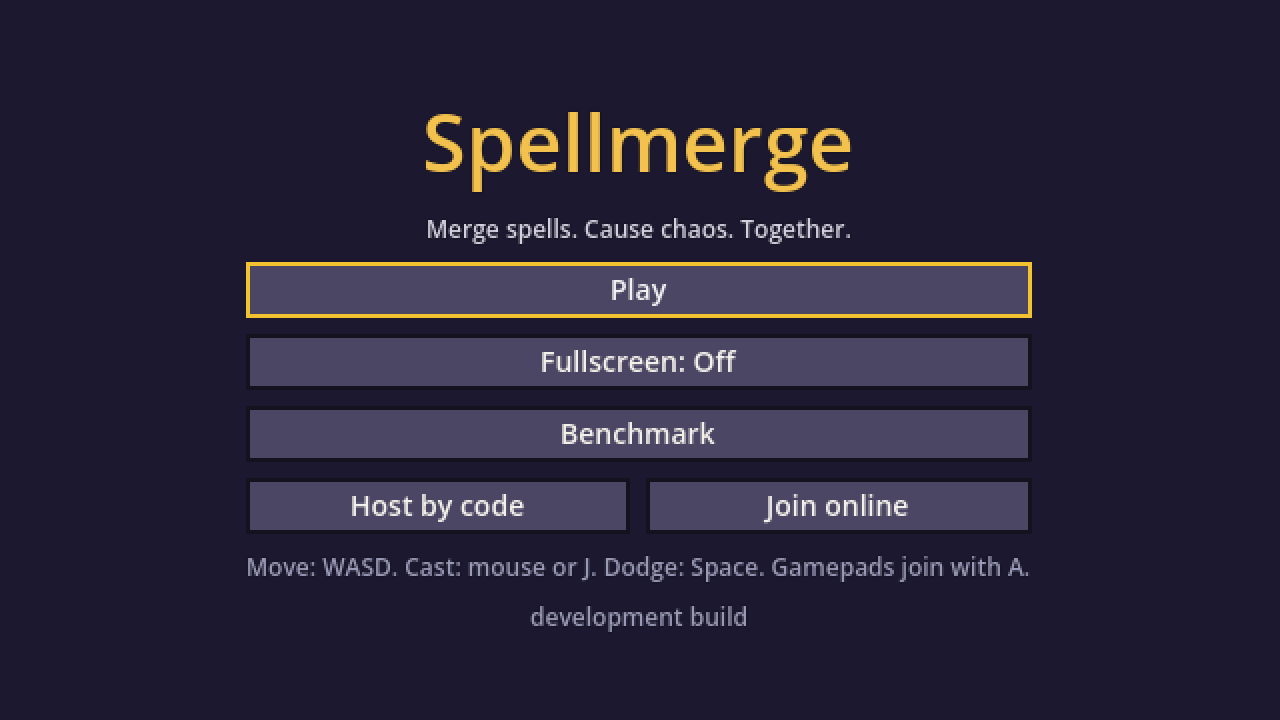 Spellmerge
Merge spells. Cause chaos. Together.
Play
Fullscreen: Off
Benchmark
Host by code
Join online
Move: WASD. Cast: mouse or J. Dodge: Space. Gamepads join with A.
development build